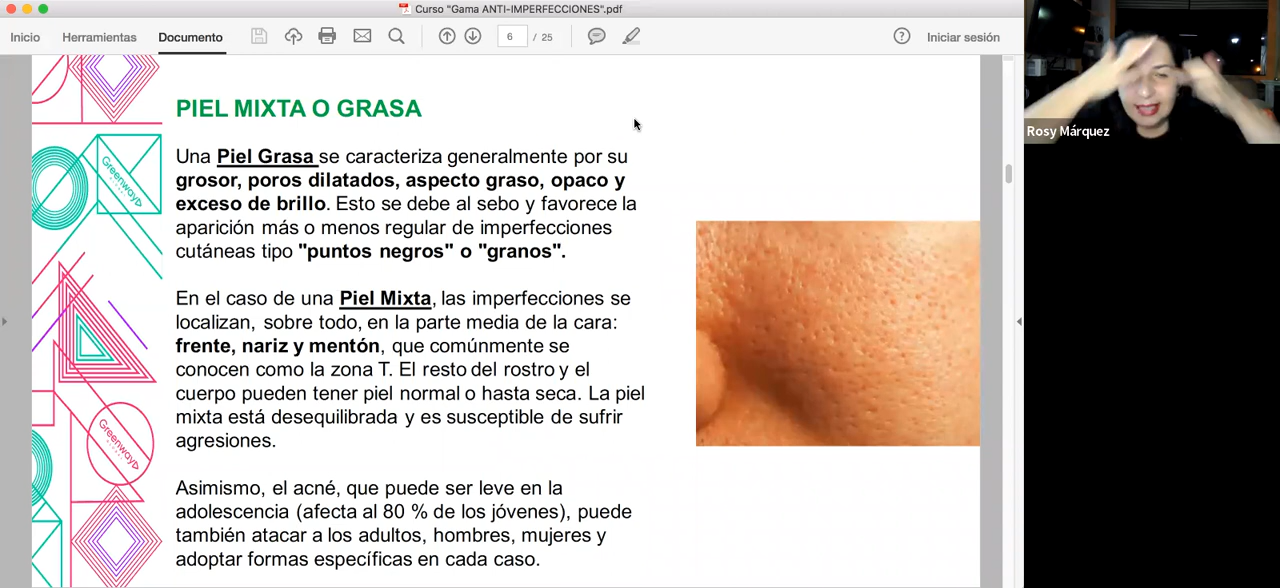 Curso "Gama ANTI-IMPERFECCIONES".pdf
Inicio
Herramientas
Documento
6 / 25
Iniciar sesión
Rosy Márquez
PIEL MIXTA O GRASA
Una Piel Grasa se caracteriza generalmente por su
grosor, poros dilatados, aspecto graso, opaco y
exceso de brillo. Esto se debe al sebo y favorece la
aparición más o menos regular de imperfecciones
cutáneas tipo "puntos negros" o "granos".
En el caso de una Piel Mixta, las imperfecciones se
localizan, sobre todo, en la parte media de la cara:
frente, nariz y mentón, que comúnmente se
conocen como la zona T. El resto del rostro y el
cuerpo pueden tener piel normal o hasta seca. La piel
mixta está desequilibrada y es susceptible de sufrir
agresiones.
Asimismo, el acné, que puede ser leve en la
adolescencia (afecta al 80 % de los jóvenes), puede
también atacar a los adultos, hombres, mujeres y
adoptar formas específicas en cada caso.
Greenway
Greenway